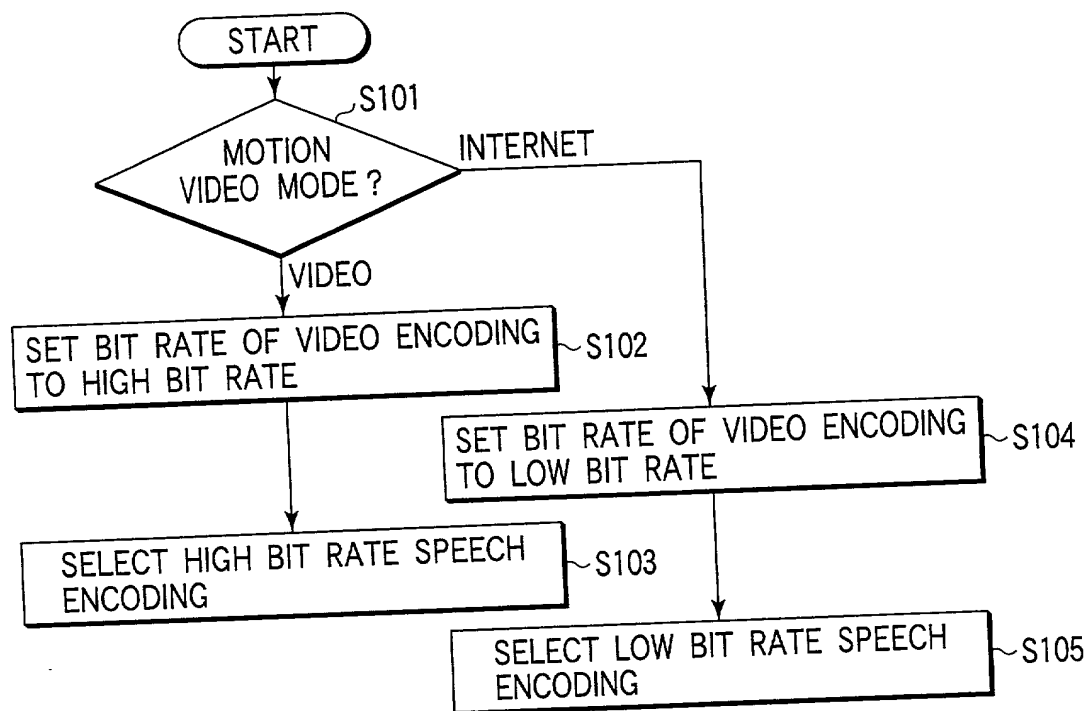 START
S101
MOTION
VIDEO MODE?
INTERNET
VIDEO
SET BIT RATE OF VIDEO ENCODING
TO HIGH BIT RATE
S102
SELECT HIGH BIT RATE SPEECH
ENCODING
S103
SET BIT RATE OF VIDEO ENCODING
TO LOW BIT RATE
S104
SELECT LOW BIT RATE SPEECH
ENCODING
S105